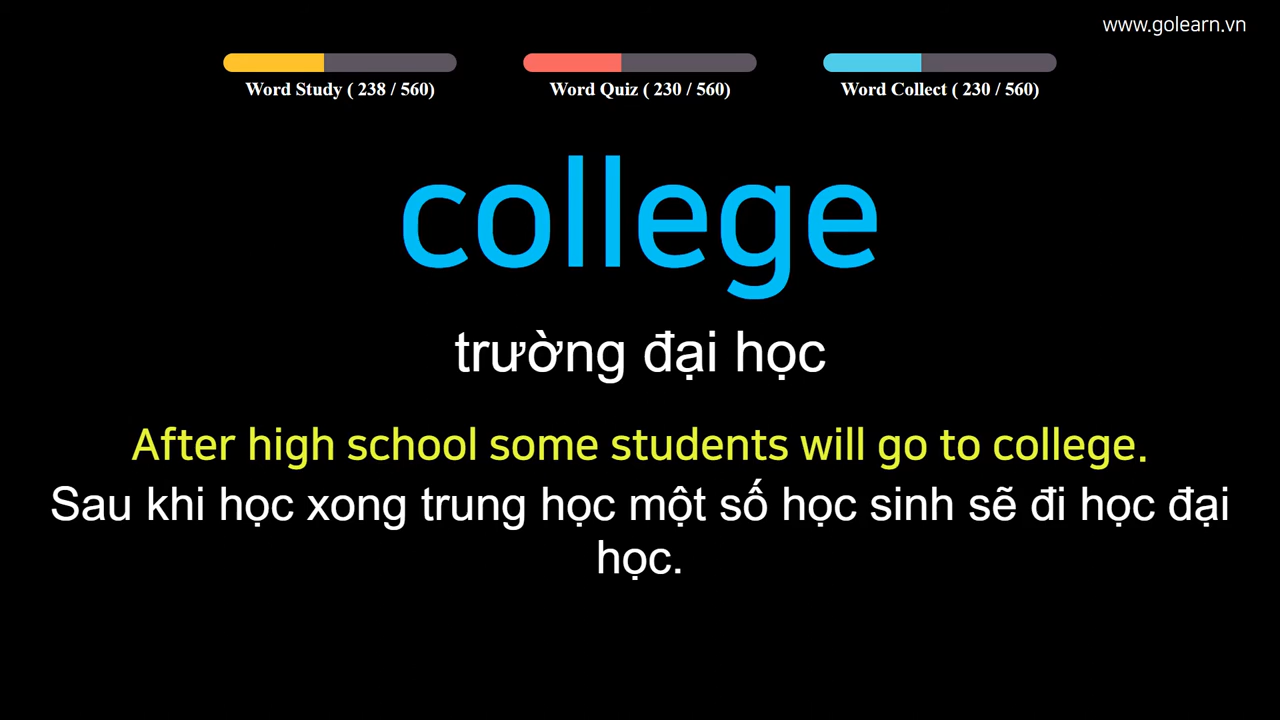 www.golearn.vn
Word Study ( 238 / 560)
Word Quiz ( 230 / 560)
Word Collect ( 230 / 560)
college
trường đại học
After high school some students will go to college.
Sau khi học xong trung học một số học sinh sẽ đi học đại
học.